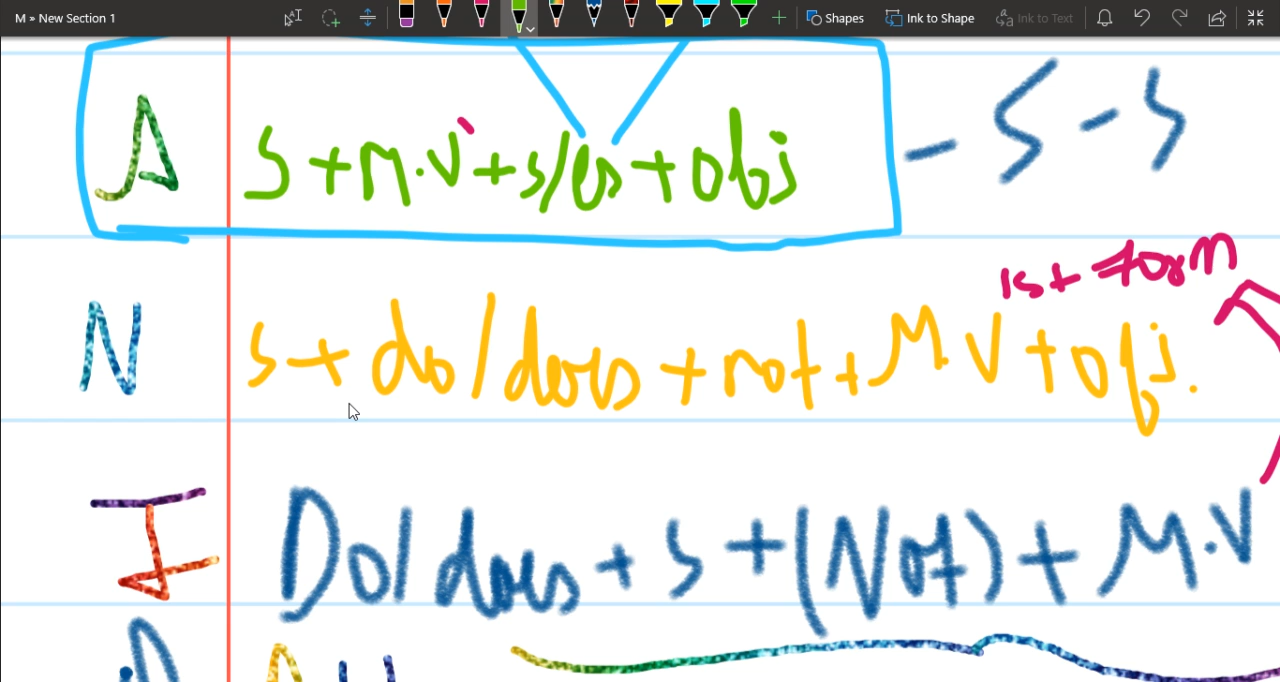 M » New Section 1
Shapes
Ink to Shape
Ink to Text
A S + M.V + s/es + obj - S - S
1st form
N S + do/does + not + M.V + obj.
I Do/does + S + (Not) + M.V